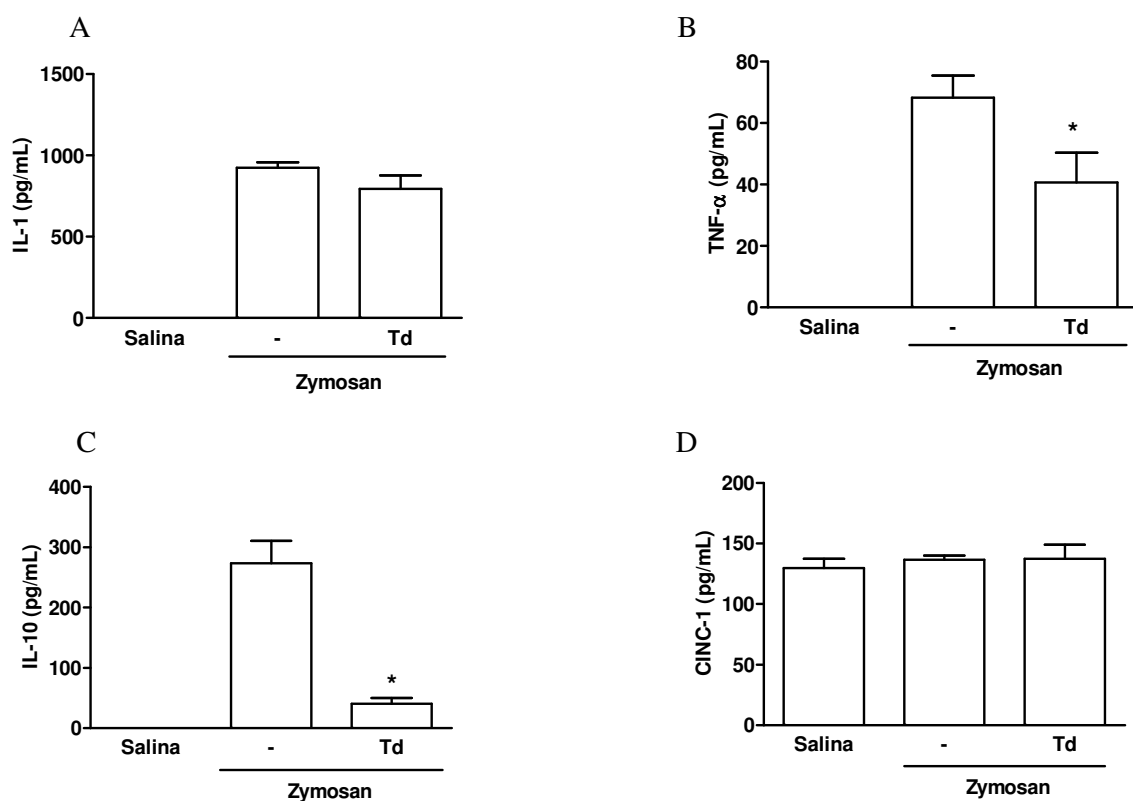 A
1500
1000
500
0
IL-1 (pg/mL)
Salina - Td
Zymosan
B
80
60
40
20
0
TNF-α (pg/mL)
*
Salina - Td
Zymosan
C
400
300
200
100
0
IL-10 (pg/mL)
*
Salina - Td
Zymosan
D
200
150
100
50
0
CINC-1 (pg/mL)
Salina - Td
Zymosan